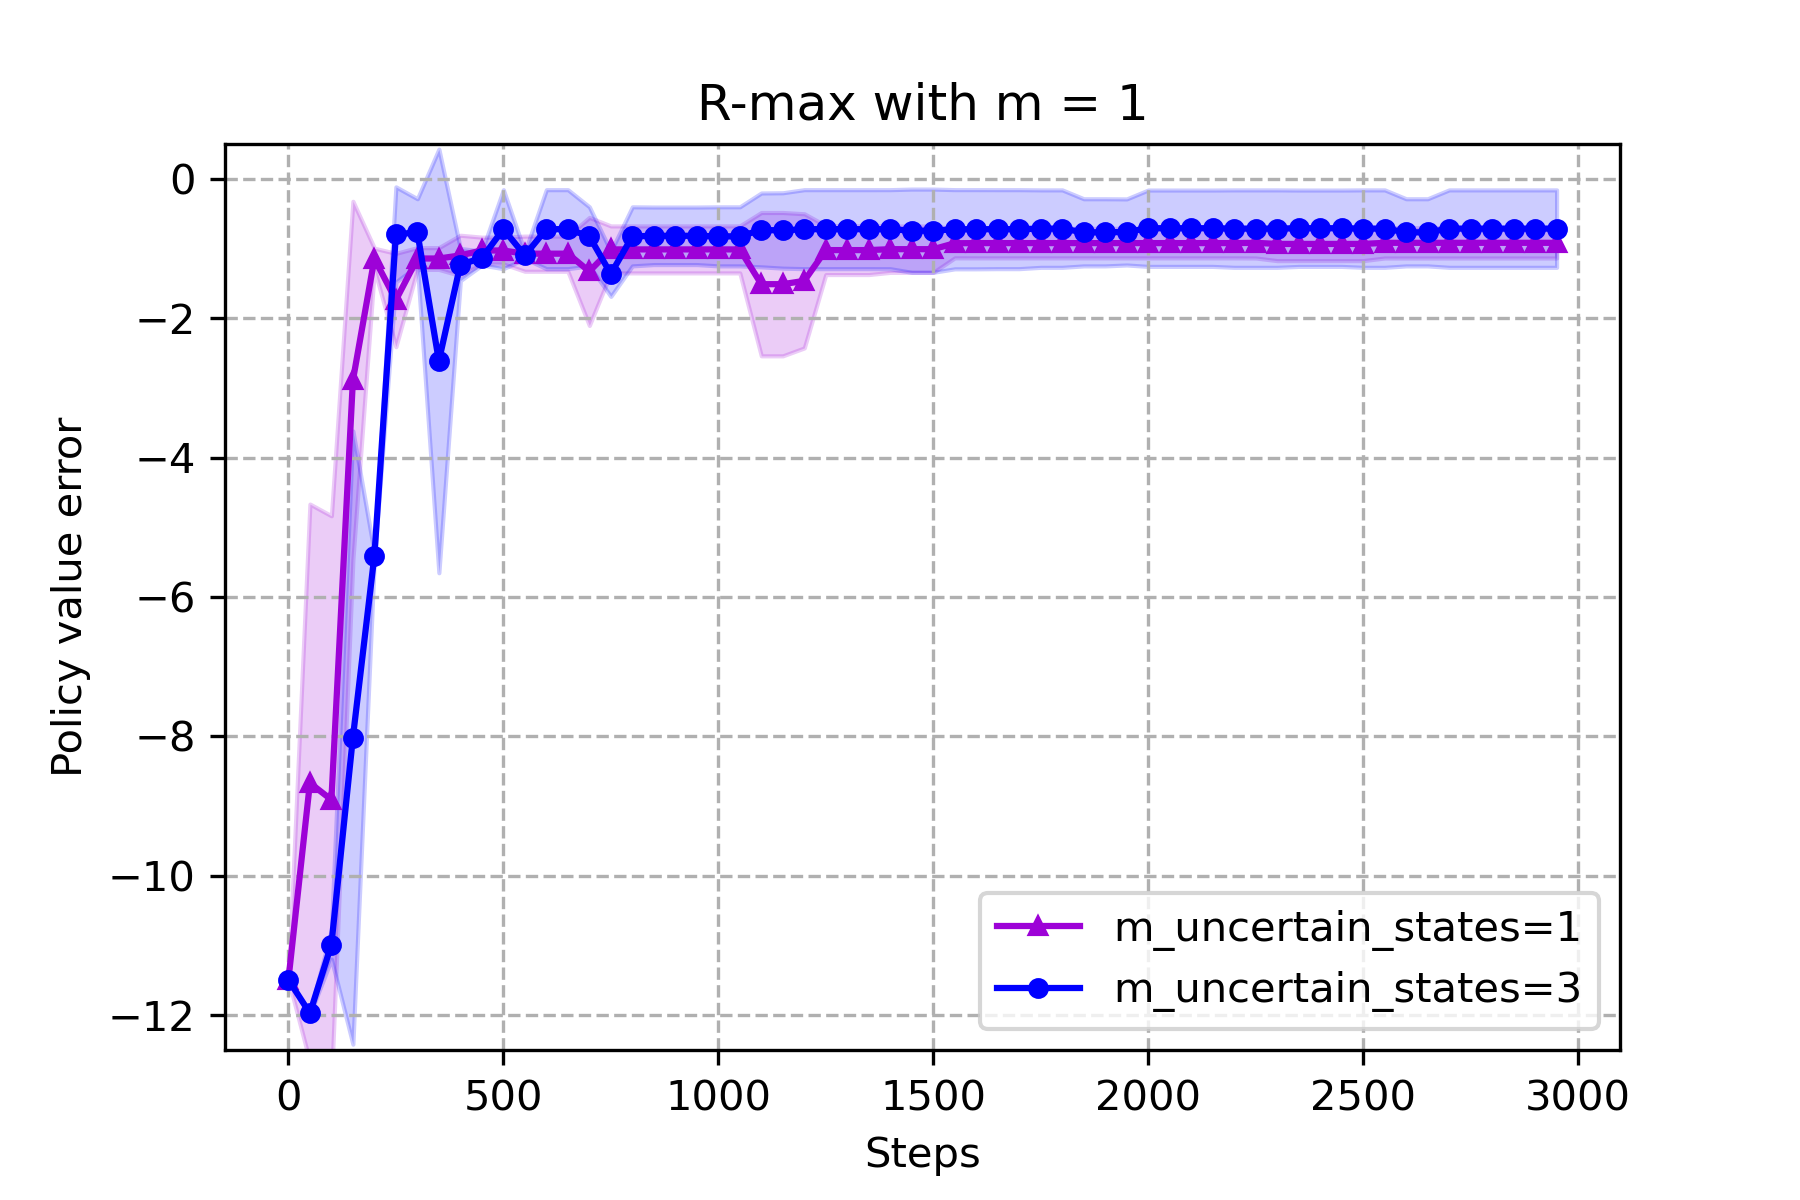 R-max with m = 1
Policy value error
0
−2
−4
−6
−8
−10
−12
0 500 1000 1500 2000 2500 3000
Steps
m_uncertain_states=1
m_uncertain_states=3